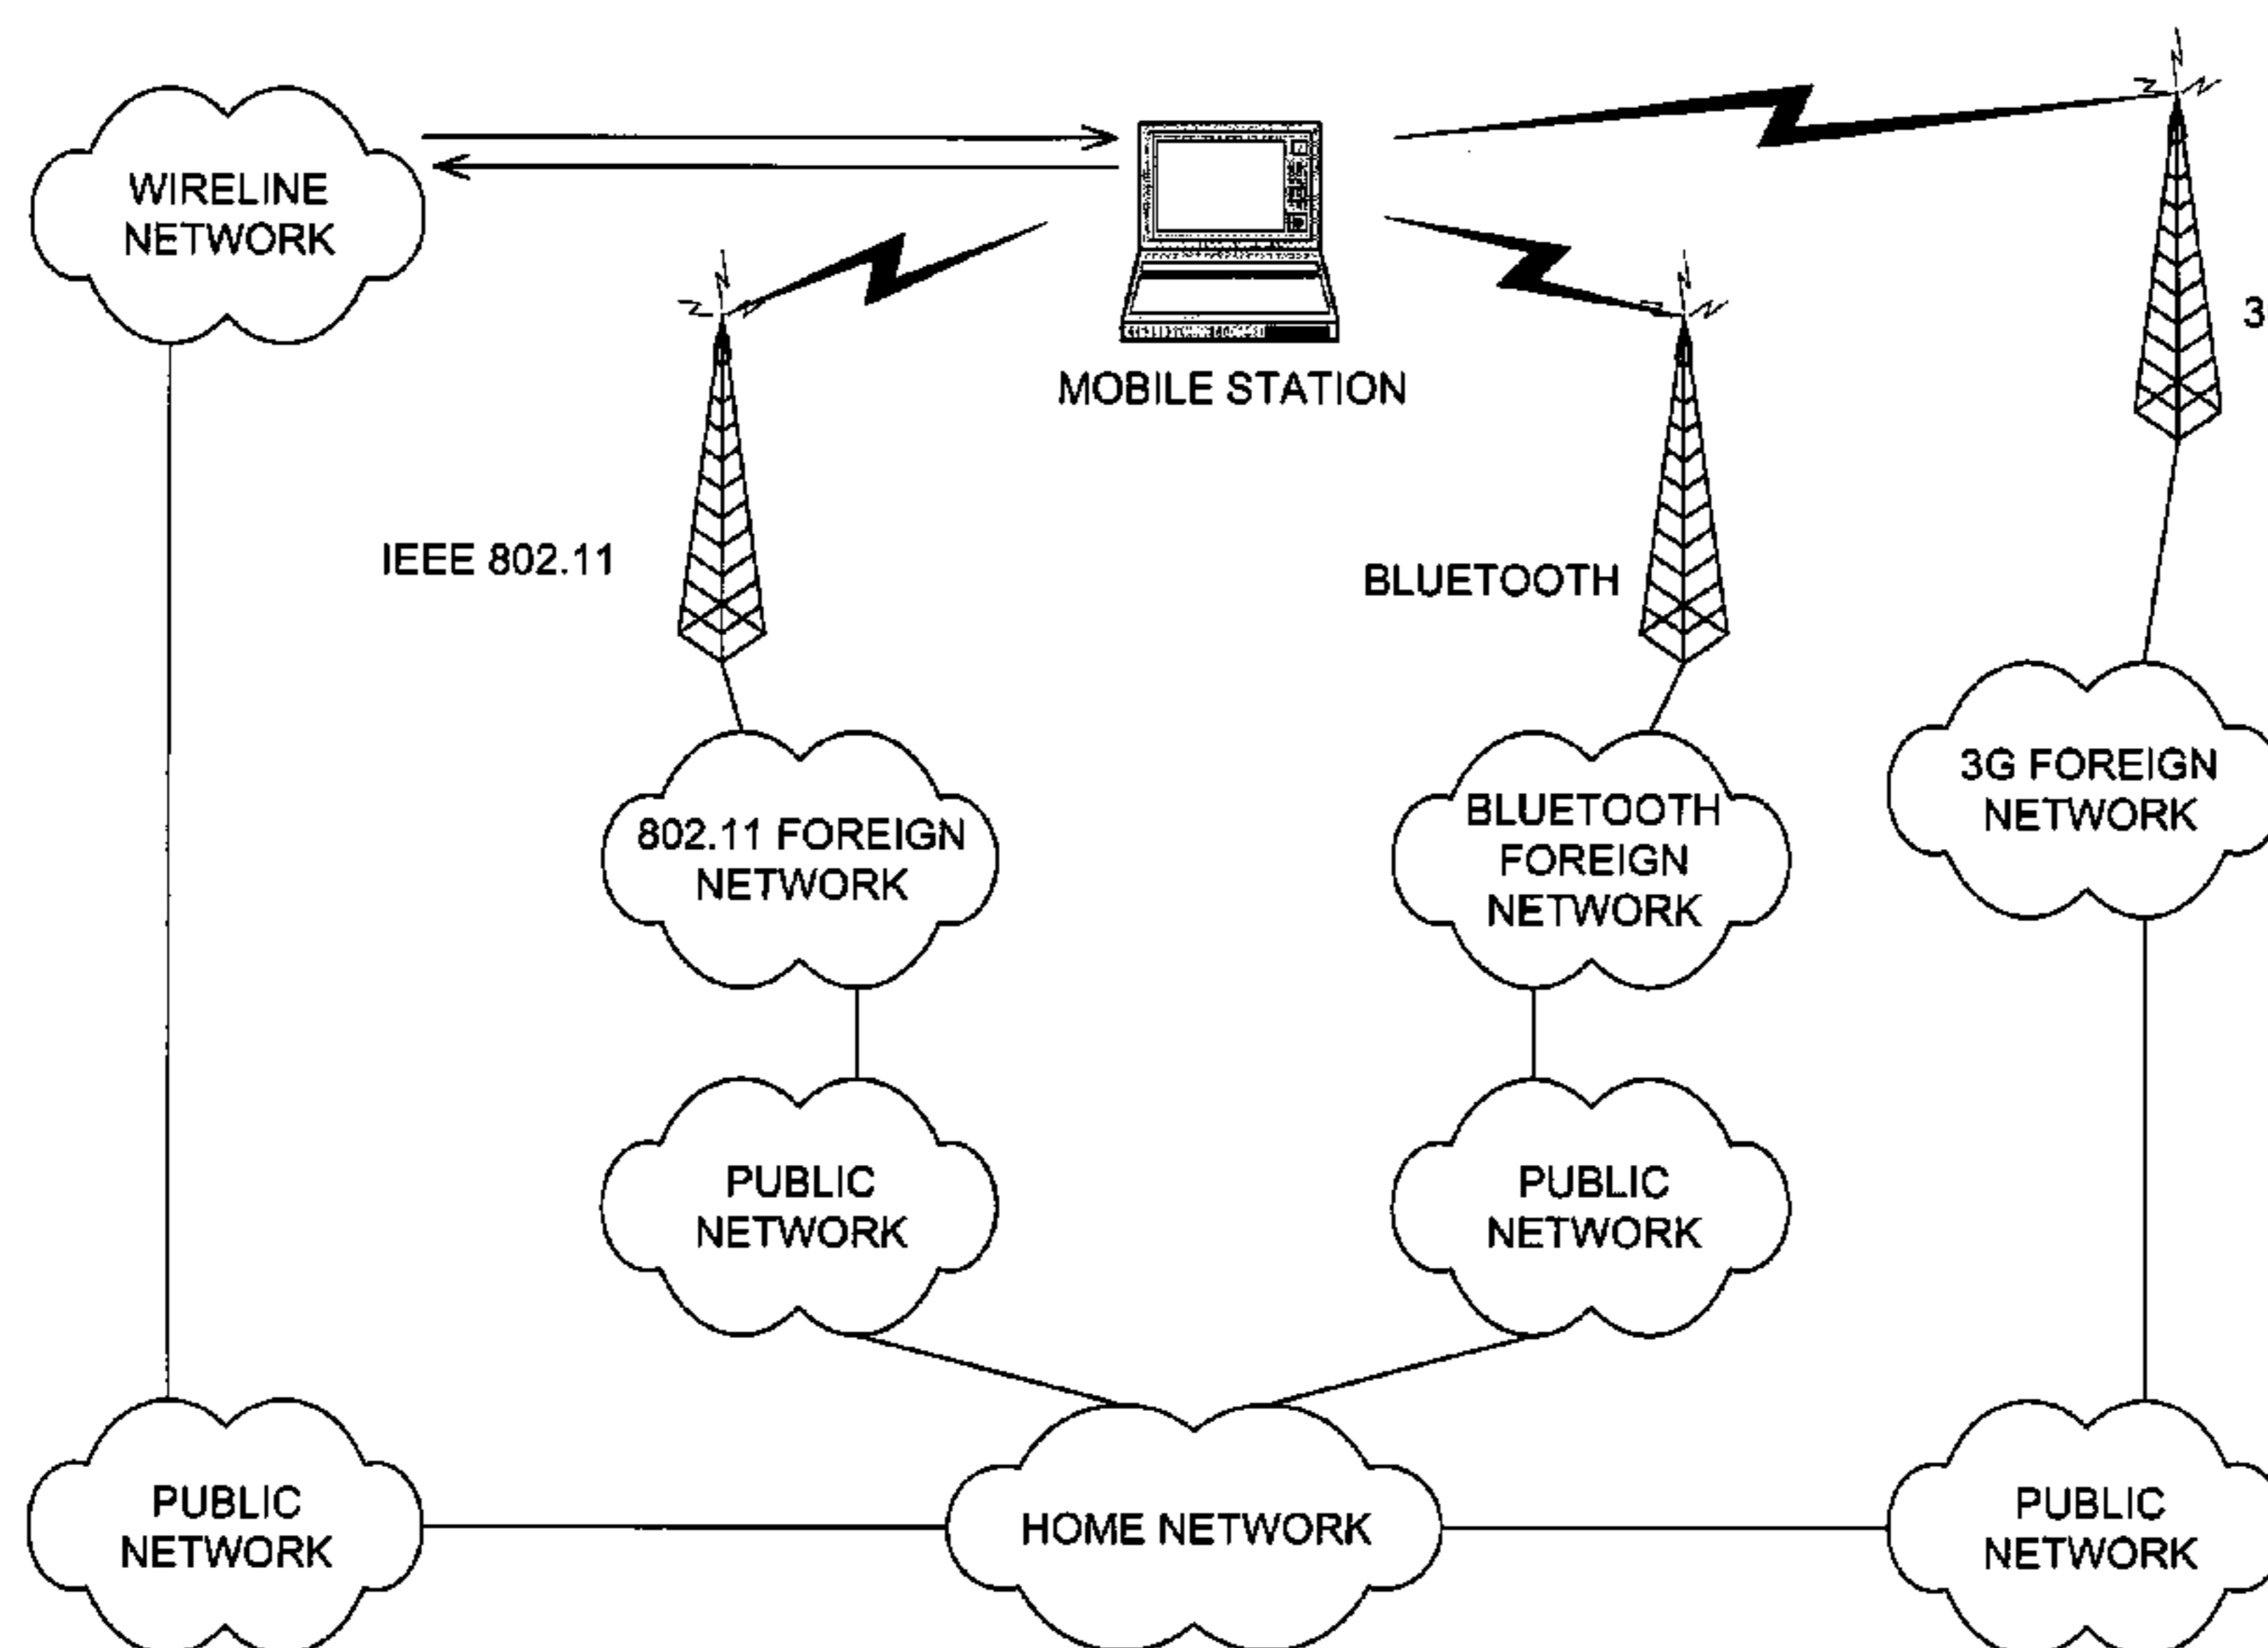 WIRELINE
NETWORK
MOBILE STATION
3
IEEE 802.11
BLUETOOTH
802.11 FOREIGN
NETWORK
BLUETOOTH
FOREIGN
NETWORK
3G FOREIGN
NETWORK
PUBLIC
NETWORK
PUBLIC
NETWORK
PUBLIC
NETWORK
HOME NETWORK
PUBLIC
NETWORK